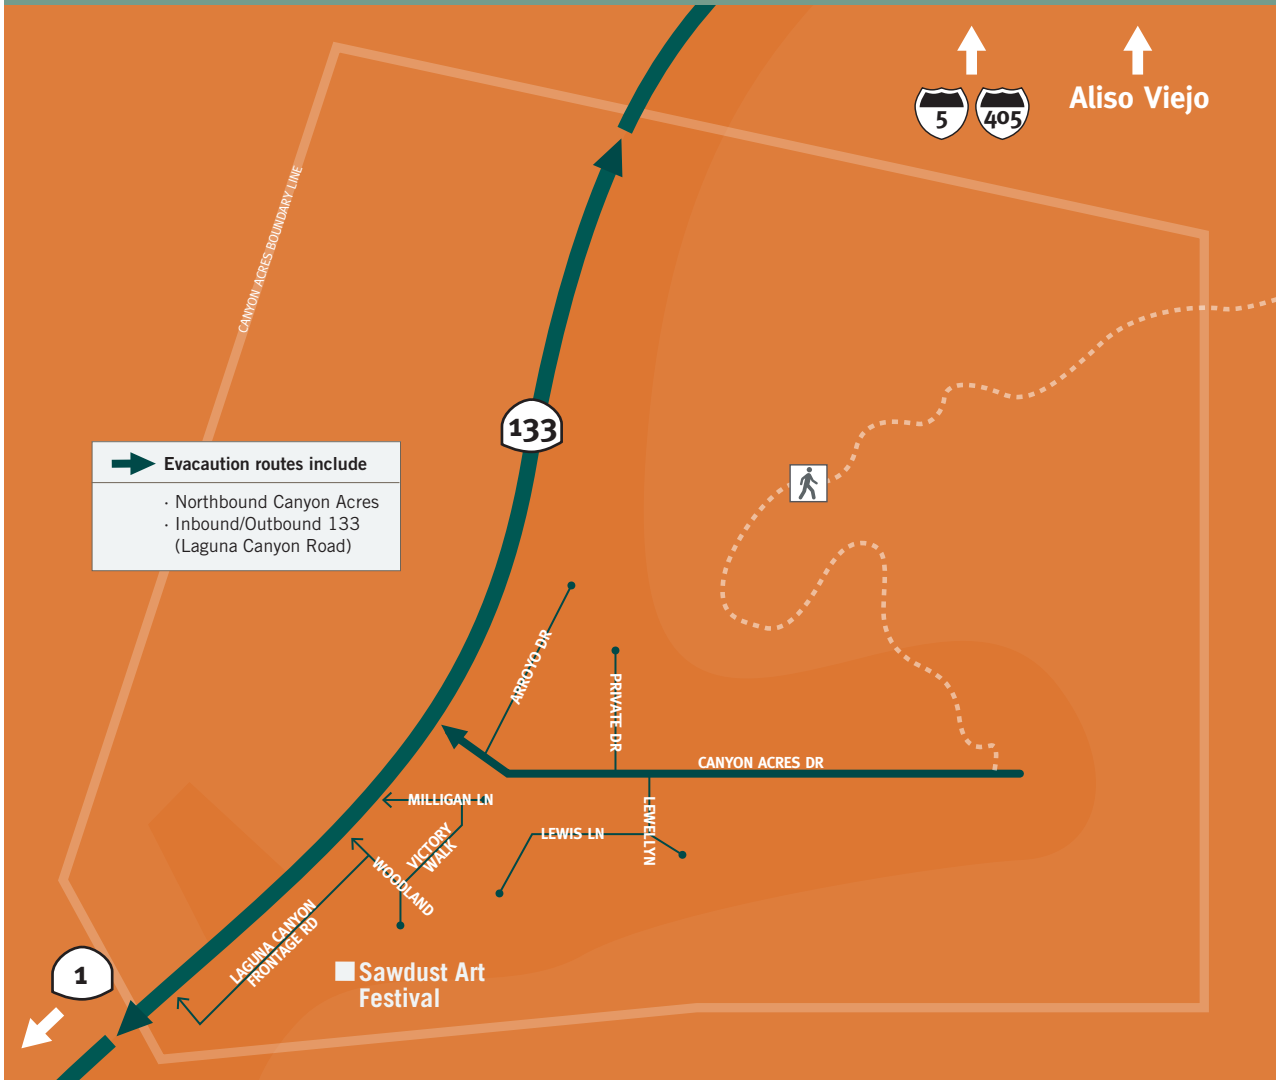 5
405
Aliso Viejo
CANYON ACRES BOUNDARY LINE
133
Evacaution routes include
· Northbound Canyon Acres
· Inbound/Outbound 133
(Laguna Canyon Road)
ARROYO DR
PRIVATE DR
CANYON ACRES DR
MILLIGAN LN
LEWELLYN
LEWIS LN
VICTORY
WALK
WOODLAND
LAGUNA CANYON
FRONTAGE RD
1
Sawdust Art
Festival